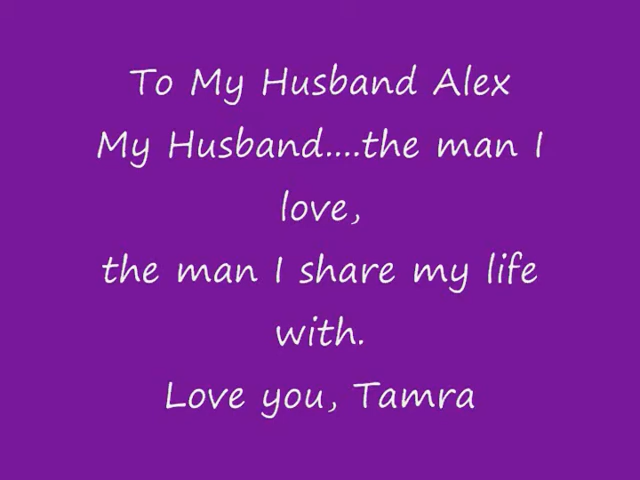 To My Husband Alex
My Husband....the man I
love,
the man I share my life
with.
Love you, Tamra